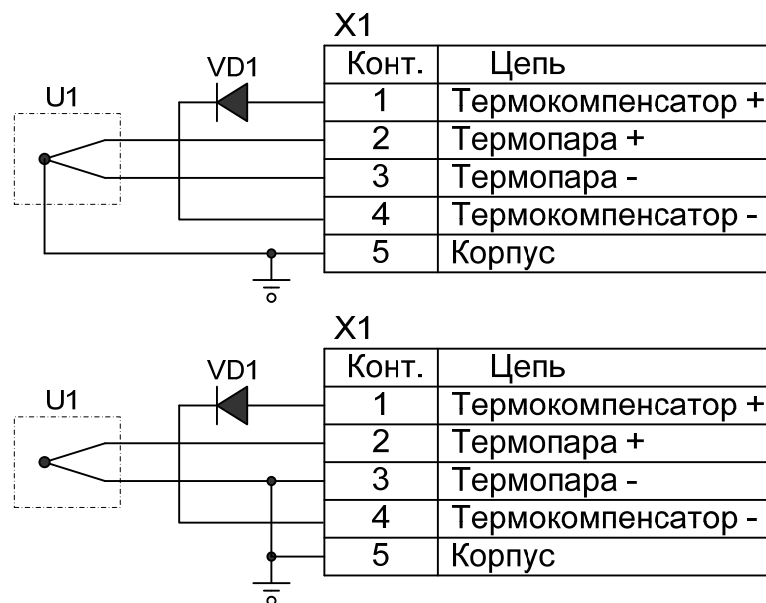 X1
Конт. Цепь
VD1
U1
1 Термокомпенсатор +
2 Термопара +
3 Термопара -
4 Термокомпенсатор -
5 Корпус
X1
Конт. Цепь
VD1
U1
1 Термокомпенсатор +
2 Термопара +
3 Термопара -
4 Термокомпенсатор -
5 Корпус